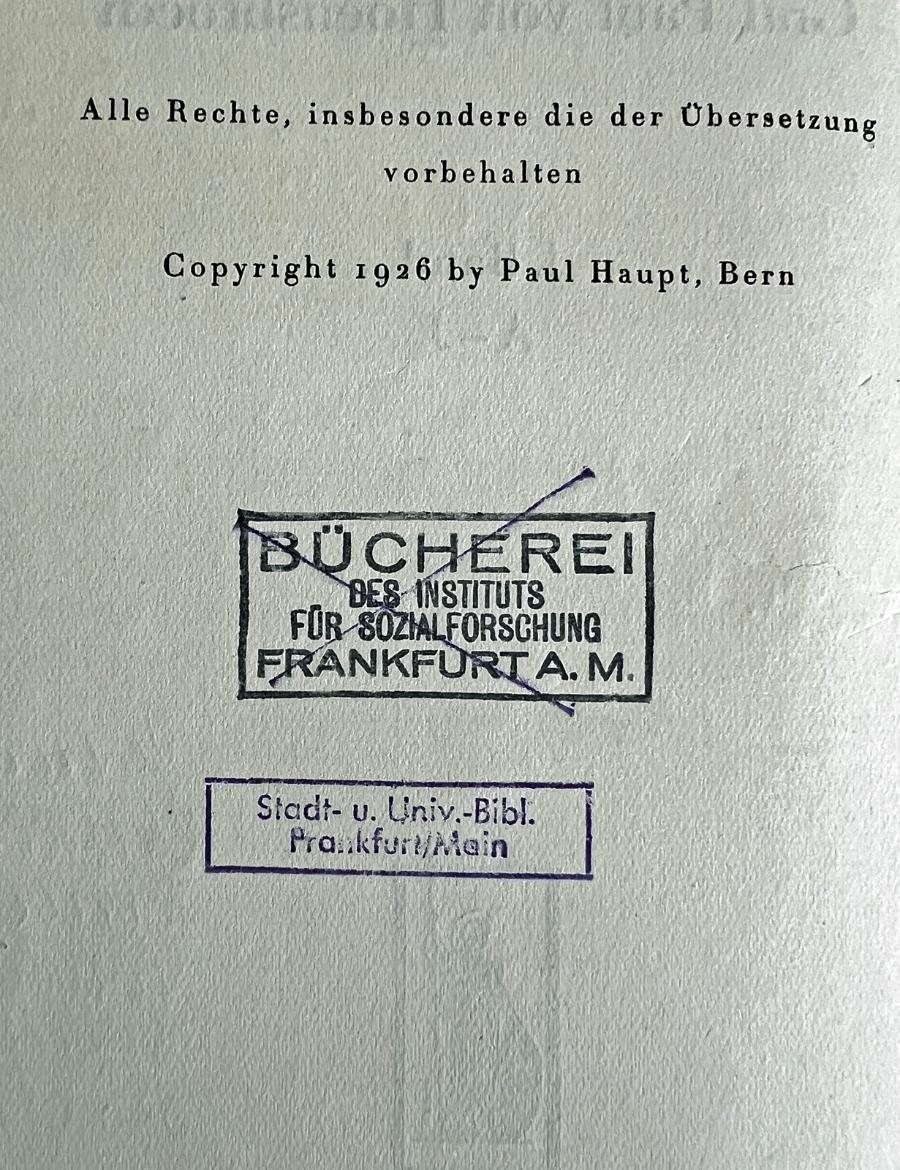 Alle Rechte, insbesondere die der Übersetzung
vorbehalten
Copyright 1926 by Paul Haupt, Bern
BÜCHEREI
DES INSTITUTS
FÜR SOZIALFORSCHUNG
FRANKFURT A. M.
Stadt- u. Univ.-Bibl.
Frankfurt/Main